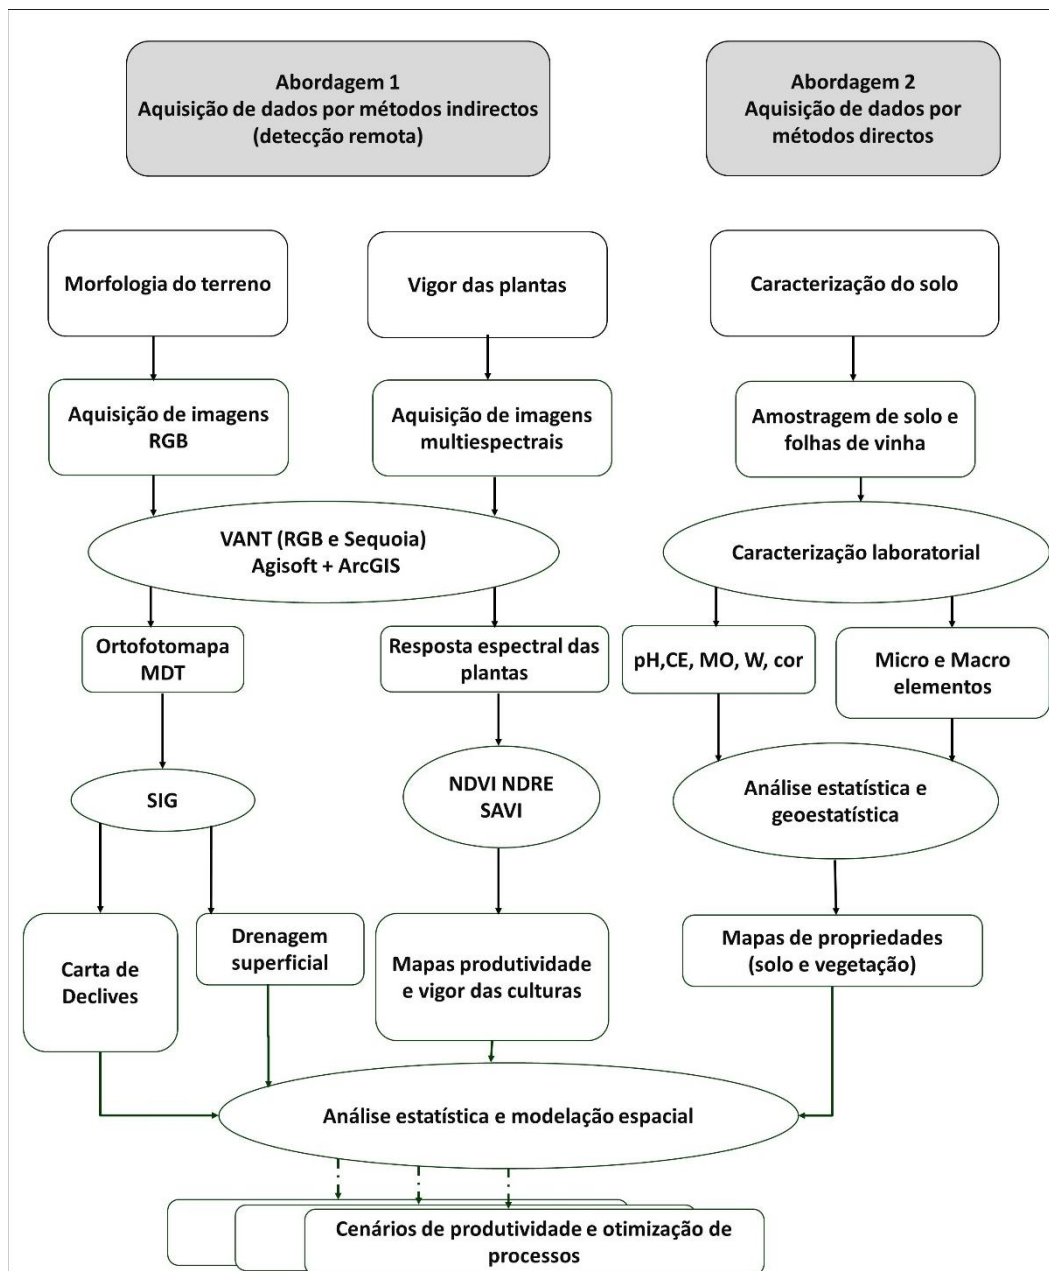 Abordagem 1
Aquisição de dados por métodos indirectos
(detecção remota)
Abordagem 2
Aquisição de dados por
métodos directos
Morfologia do terreno
Vigor das plantas
Caracterização do solo
Aquisição de imagens
RGB
Aquisição de imagens
multiespectrais
Amostragem de solo e
folhas de vinha
VANT (RGB e Sequoia)
Agisoft + ArcGIS
Caracterização laboratorial
Ortofotomapa
MDT
Resposta espectral das
plantas
pH,CE, MO, W, cor
Micro e Macro
elementos
SIG
NDVI NDRE
SAVI
Análise estatística e
geoestatística
Carta de
Declives
Drenagem
superficial
Mapas produtividade
e vigor das culturas
Mapas de propriedades
(solo e vegetação)
Análise estatística e modelação espacial
Cenários de produtividade e otimização de
processos